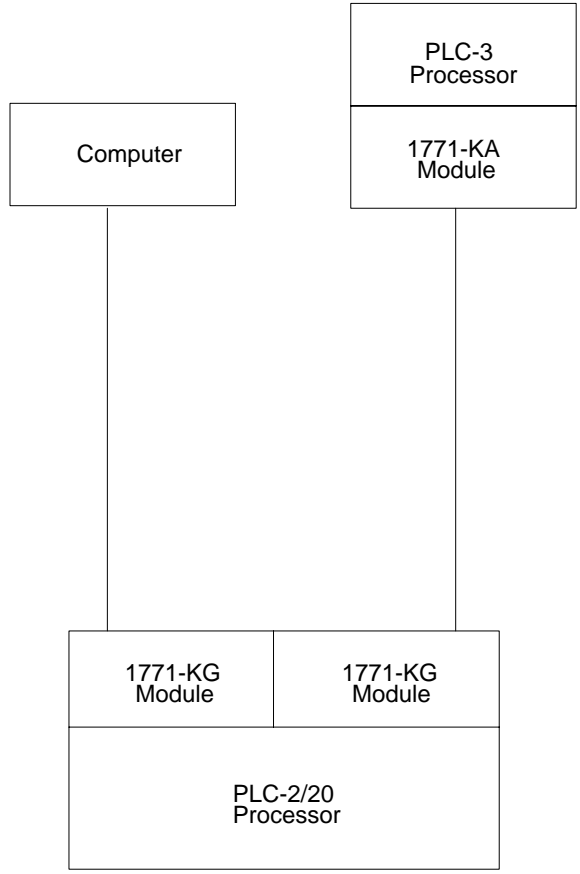 PLC-3
Processor
Computer
1771-KA
Module
1771-KG
Module
1771-KG
Module
PLC-2/20
Processor